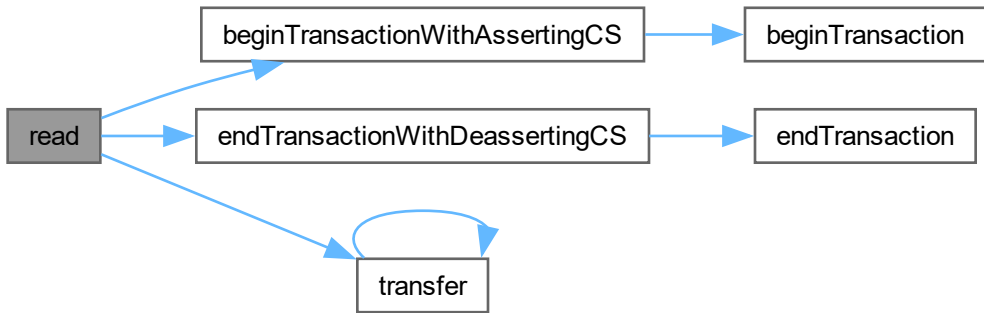 beginTransactionWithAssertingCS
beginTransaction
read
endTransactionWithDeassertingCS
endTransaction
transfer